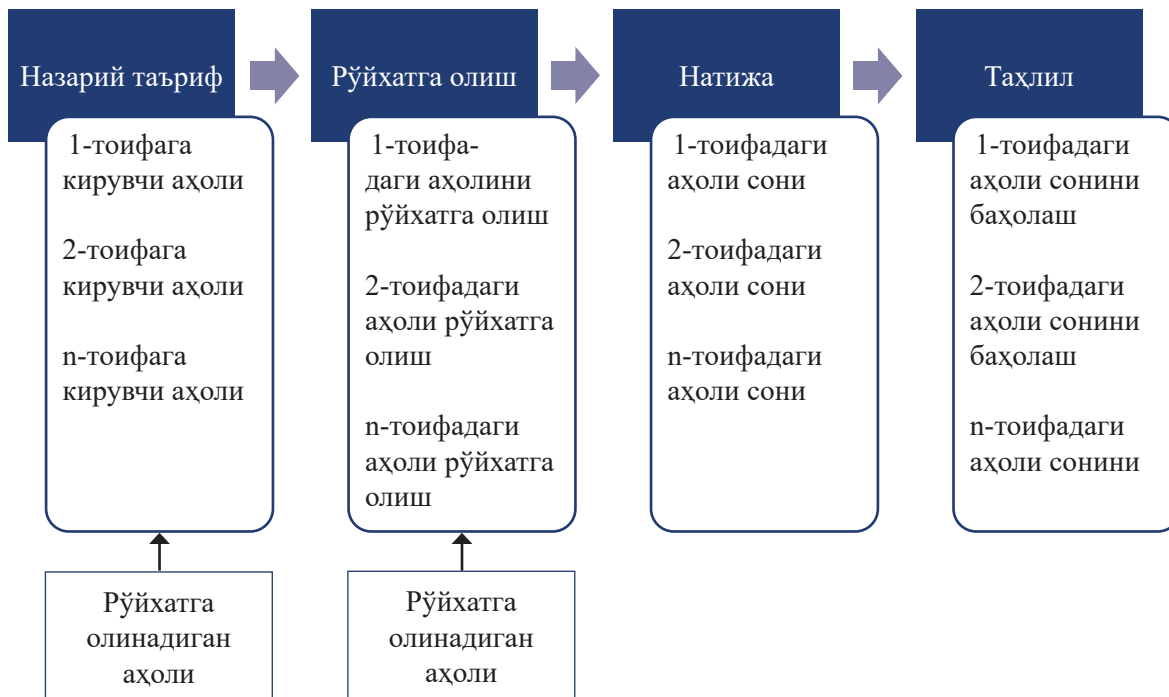 Назарий таъриф
1-тоифага
кирувчи аҳоли
2-тоифага
кирувчи аҳоли
n-тоифага
кирувчи аҳоли
Рўйхатга
олинадиган
аҳоли
Рўйхатга олиш
1-тоифа-
даги аҳолини
рўйхатга олиш
2-тоифадаги
аҳоли рўйхатга
олиш
n-тоифадаги
аҳоли рўйхатга
олиш
Рўйхатга
олинадиган
аҳоли
Натижа
1-тоифадаги
аҳоли сони
2-тоифадаги
аҳоли сони
n-тоифадаги
аҳоли сони
Таҳлил
1-тоифадаги
аҳоли сонини
баҳолаш
2-тоифадаги
аҳоли сонини
баҳолаш
n-тоифадаги
аҳоли сонини